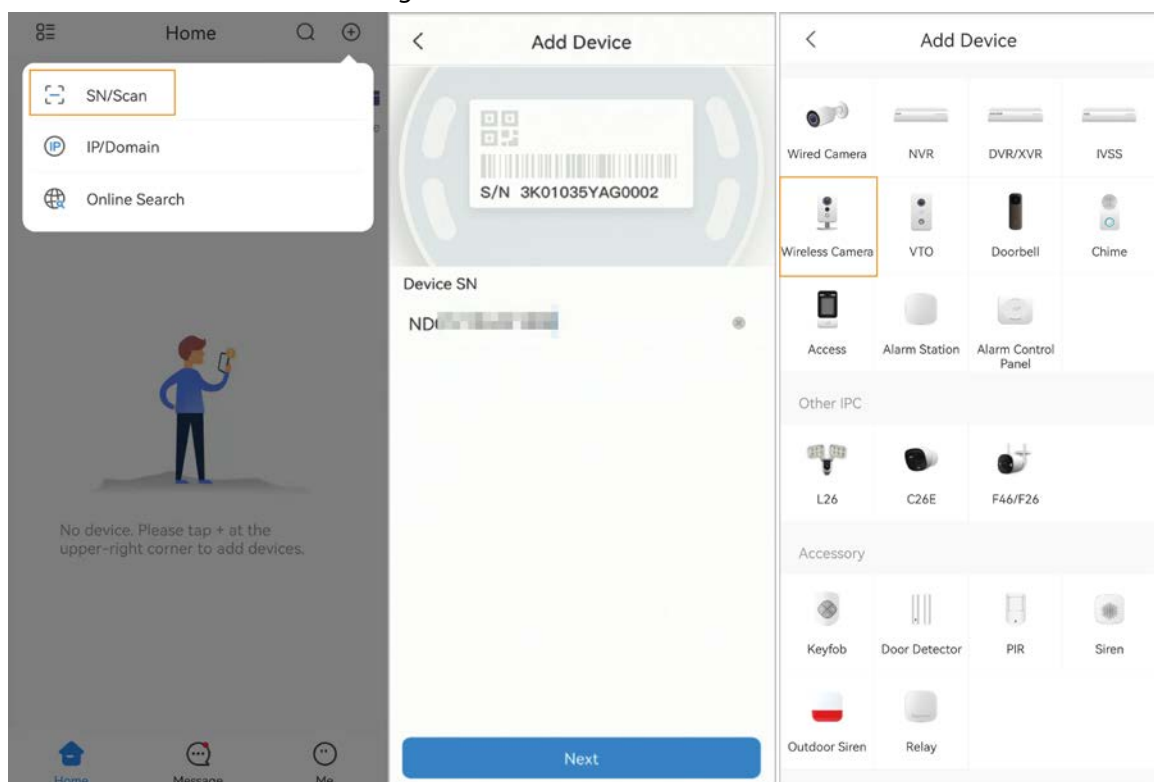 Home
SN/Scan
IP
IP/Domain
Online Search
No device. Please tap + at the
upper-right corner to add devices.
Home
Message
Me
Add Device
S/N 3K01035YAG0002
Device SN
Next
Add Device
Wired Camera
NVR
DVR/XVR
IVSS
Wireless Camera
VTO
Doorbell
Chime
Access
Alarm Station
Alarm Control
Panel
Other IPC
L26
C26E
F46/F26
Accessory
Keyfob
Door Detector
PIR
Siren
Outdoor Siren
Relay